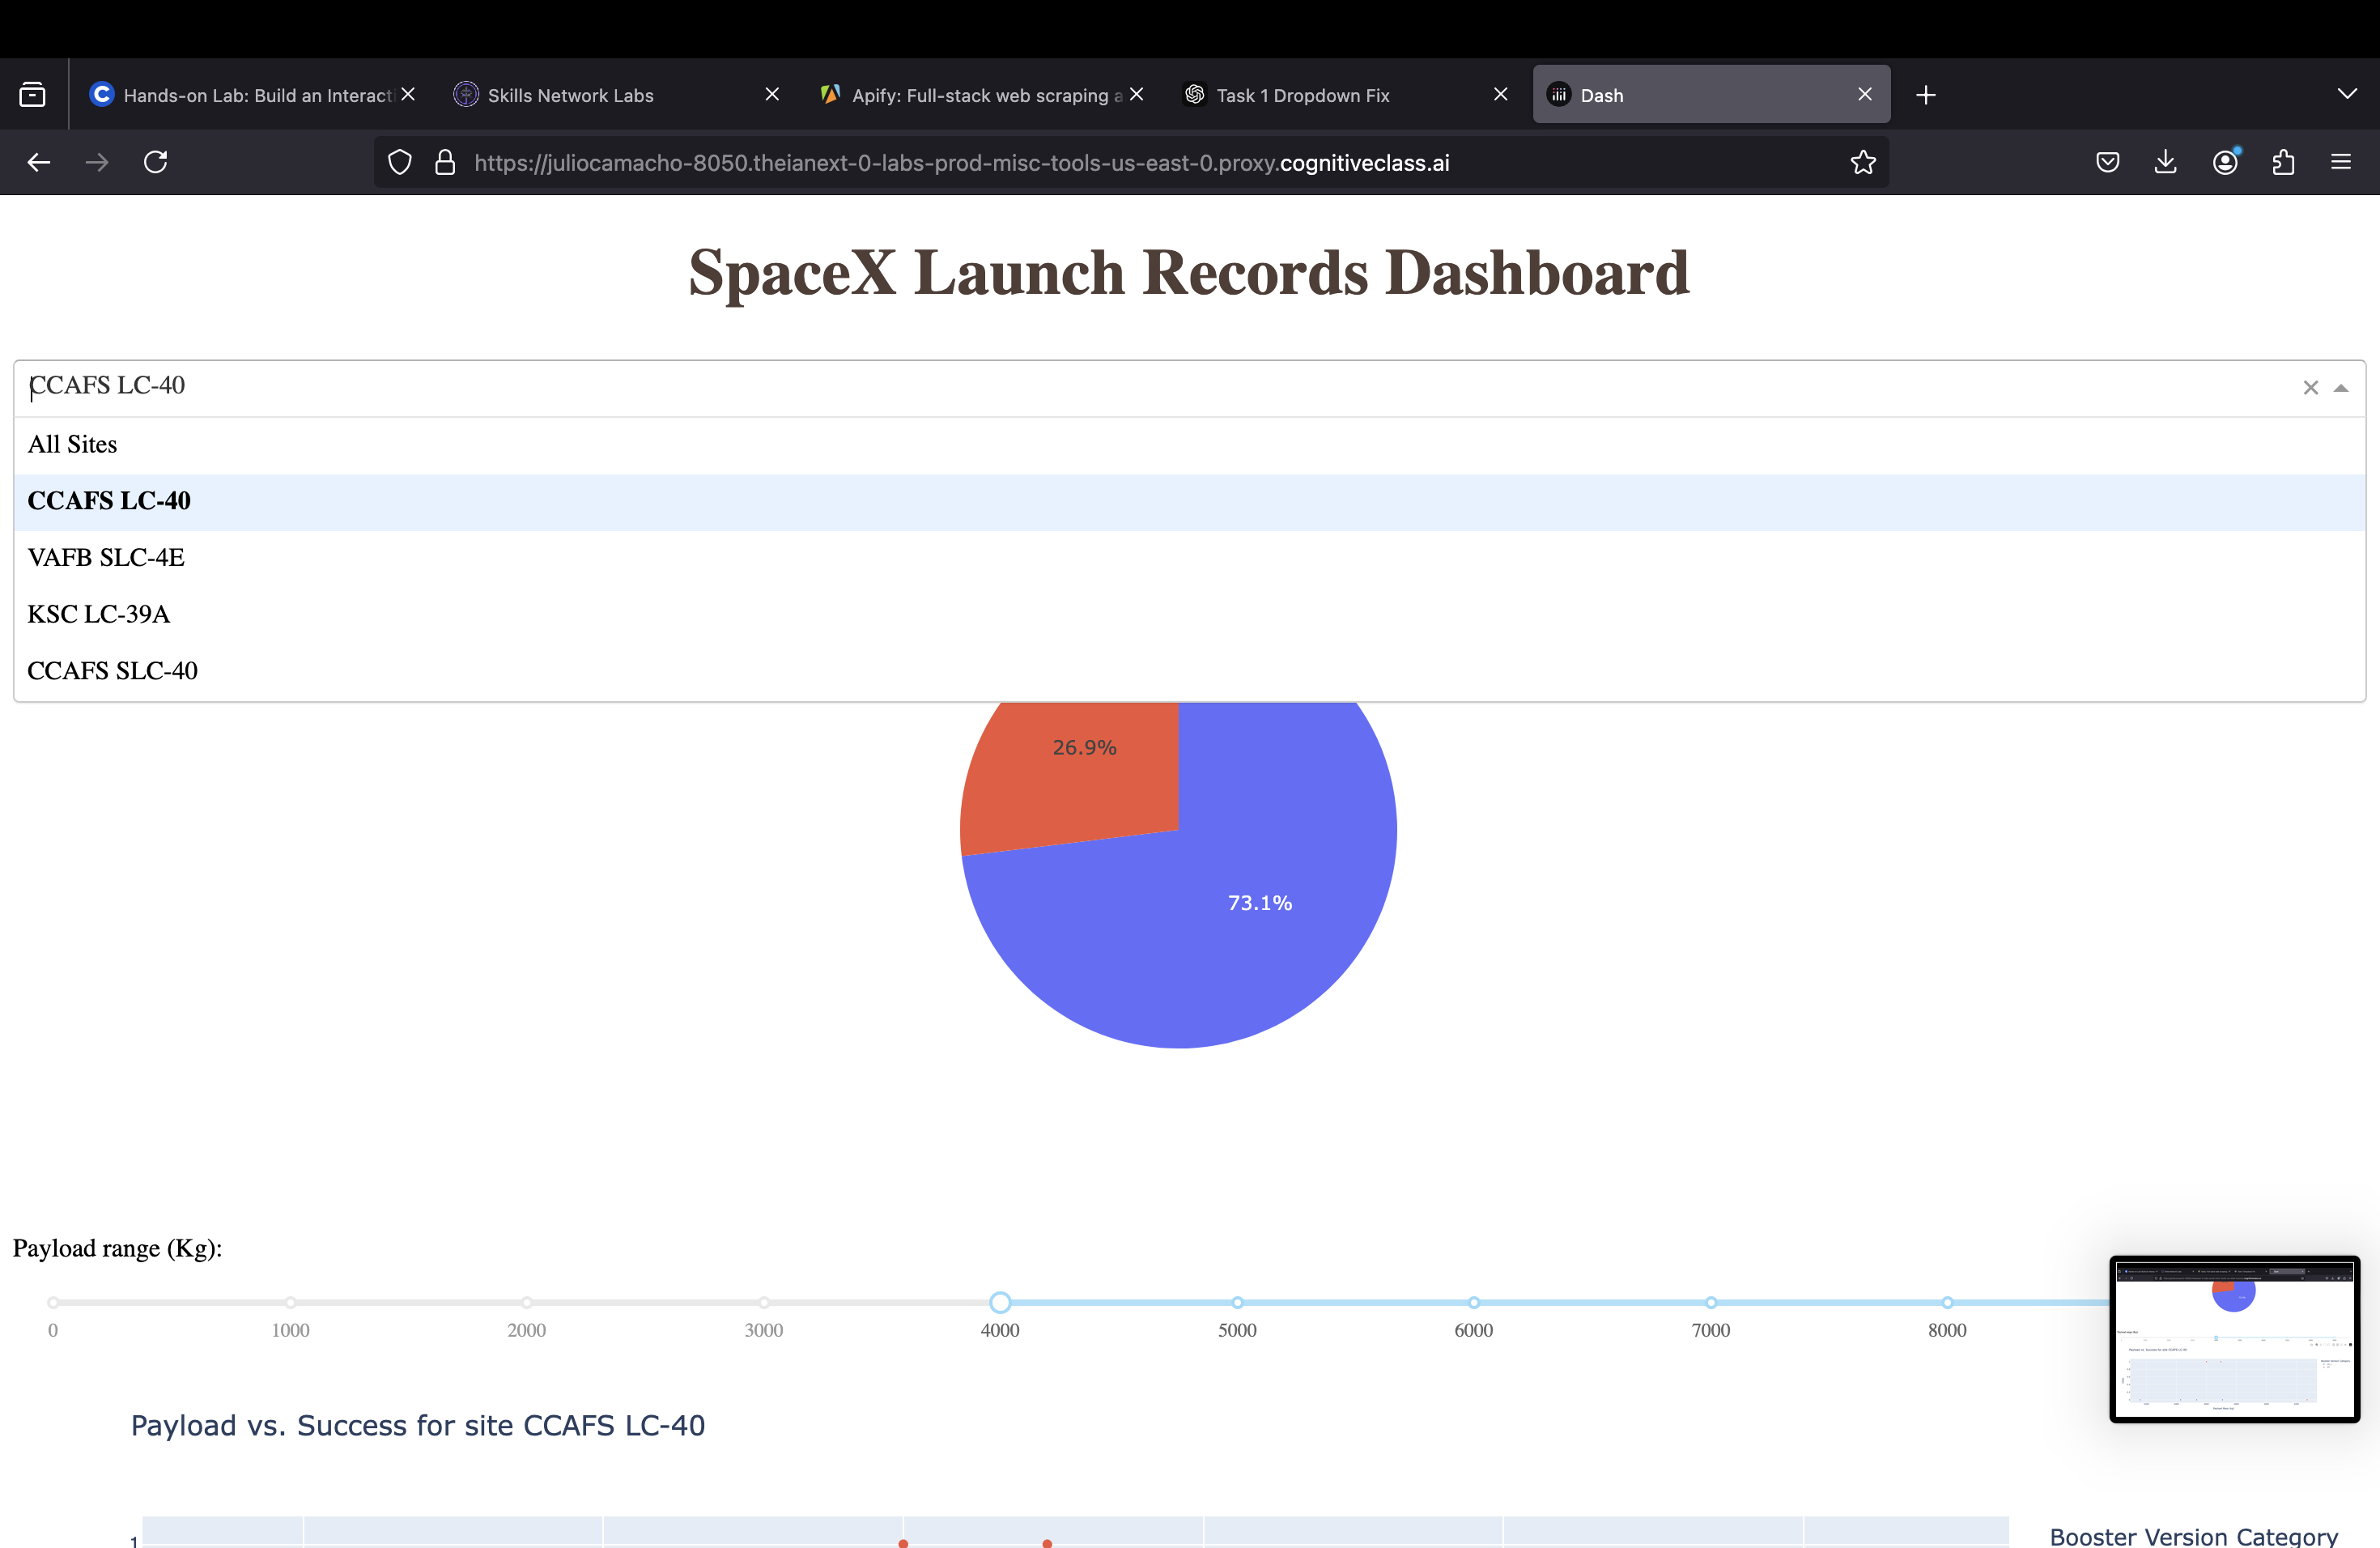 Hands-on Lab: Build an Interact
Skills Network Labs
Apify: Full-stack web scraping a
Task 1 Dropdown Fix
Dash
https://juliocamacho-8050.theianext-0-labs-prod-misc-tools-us-east-0.proxy.cognitiveclass.ai
SpaceX Launch Records Dashboard
CCAFS LC-40
All Sites
CCAFS LC-40
VAFB SLC-4E
KSC LC-39A
CCAFS SLC-40
26.9%
73.1%
Payload range (Kg):
0 1000 2000 3000 4000 5000 6000 7000 8000
Payload vs. Success for site CCAFS LC-40
1
Booster Version Category